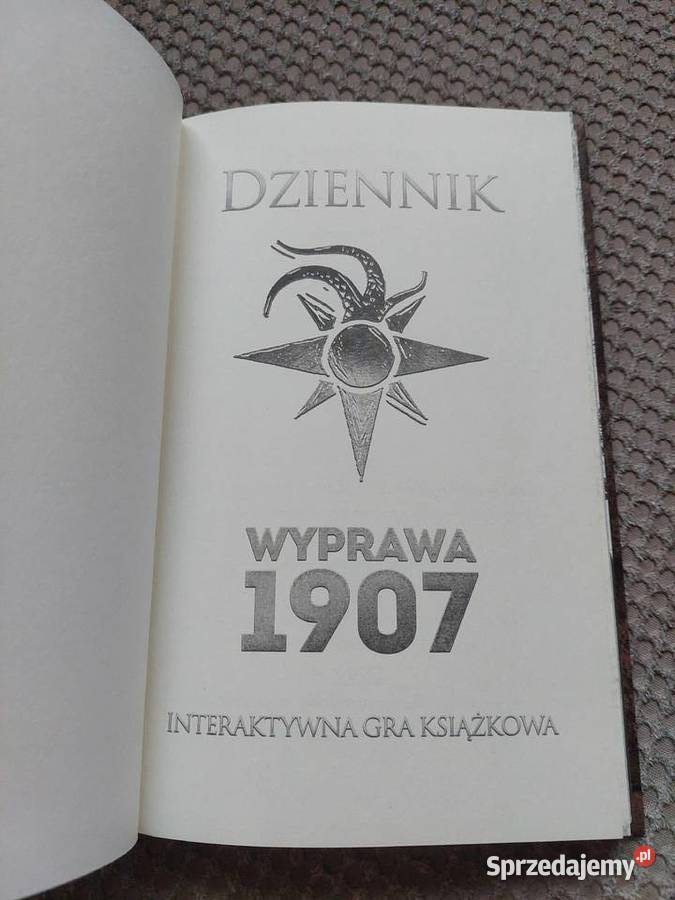 DZIENNIK
WYPRAWA
1907
INTERAKTYWNA GRA KSIĄŻKOWA
Sprzedajemy.pl